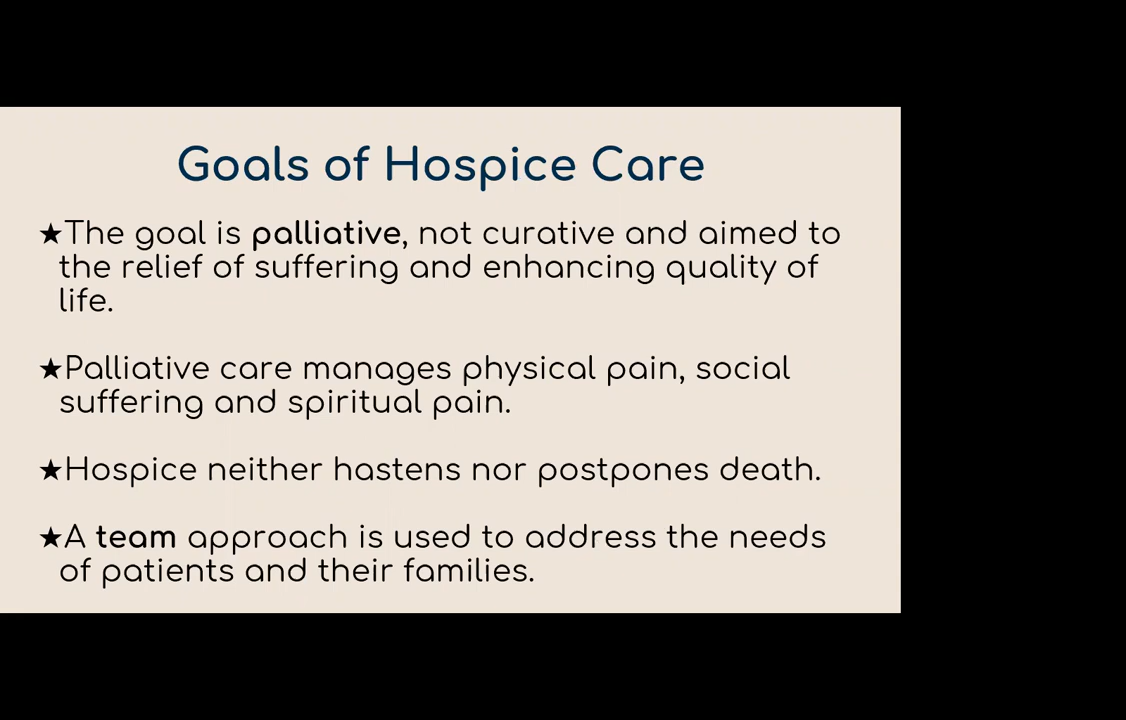 Goals of Hospice Care
★The goal is palliative, not curative and aimed to
the relief of suffering and enhancing quality of
life.
★Palliative care manages physical pain, social
suffering and spiritual pain.
★Hospice neither hastens nor postpones death.
★A team approach is used to address the needs
of patients and their families.